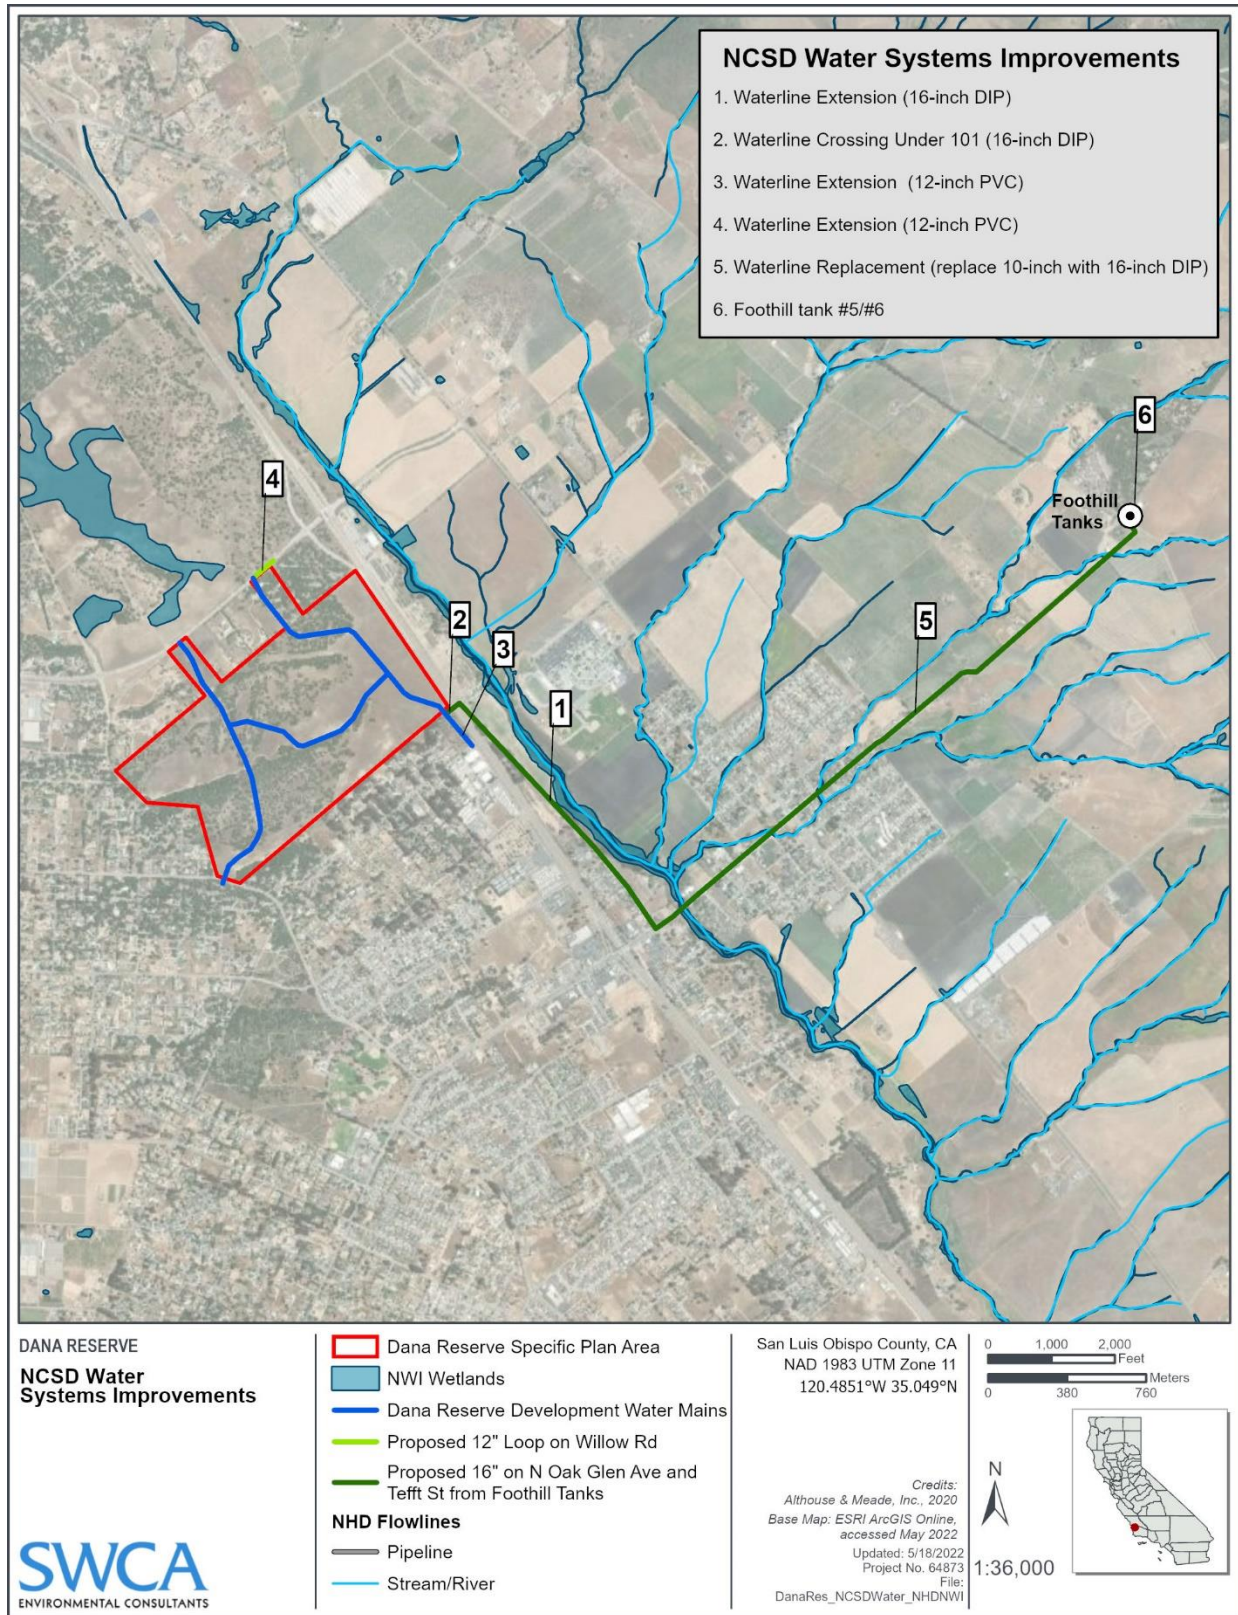 NCSD Water Systems Improvements
1. Waterline Extension (16-inch DIP)
2. Waterline Crossing Under 101 (16-inch DIP)
3. Waterline Extension (12-inch PVC)
4. Waterline Extension (12-inch PVC)
5. Waterline Replacement (replace 10-inch with 16-inch DIP)
6. Foothill tank #5/#6
6
4
Foothill
Tanks
2
5
3
1
DANA RESERVE
NCSD Water
Systems Improvements
SWCA
ENVIRONMENTAL CONSULTANTS
Dana Reserve Specific Plan Area
NWI Wetlands
Dana Reserve Development Water Mains
Proposed 12" Loop on Willow Rd
Proposed 16" on N Oak Glen Ave and
Tefft St from Foothill Tanks
NHD Flowlines
Pipeline
Stream/River
San Luis Obispo County, CA
NAD 1983 UTM Zone 11
120.4851°W 35.049°N
Credits:
Althouse & Meade, Inc., 2020
Base Map: ESRI ArcGIS Online,
accessed May 2022
Updated: 5/18/2022
Project No. 64873
File:
DanaRes_NCSDWater_NHDNWI
0 1,000 2,000
Feet
Meters
0 380 760
N
1:36,000